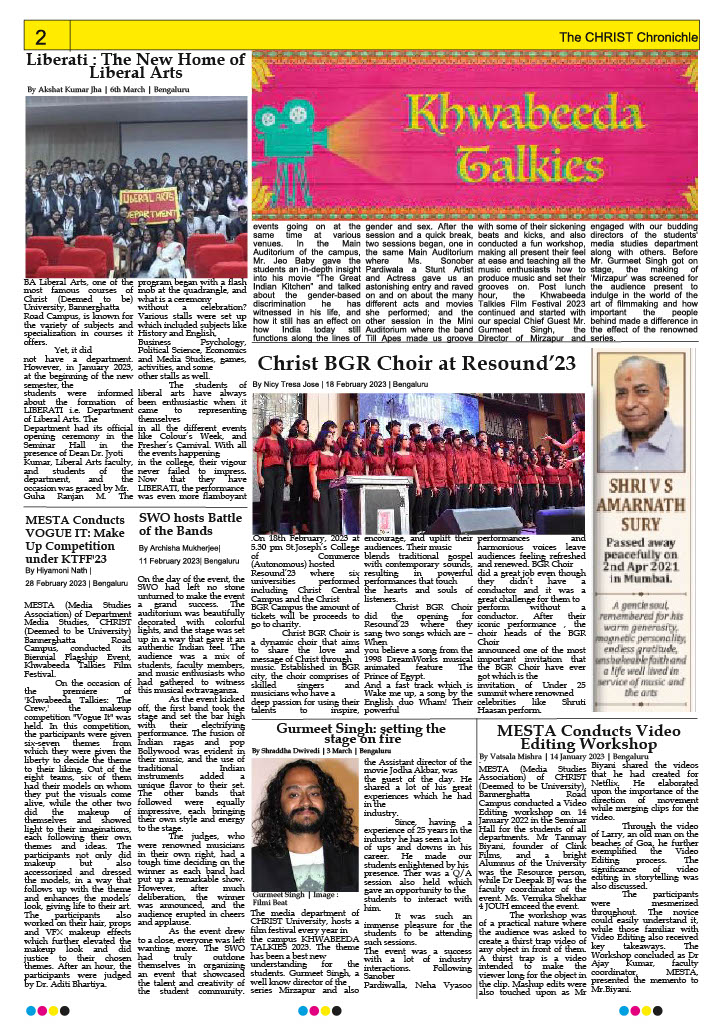 2
The CHRIST Chronichle
Liberati : The New Home of
Liberal Arts
By Akshat Kumar Jha | 6th March | Bengaluru
LIBERAL ARTS
DEPARTMENT
BA Liberal Arts, one of the
most famous courses of
Christ (Deemed to be)
University, Bannerghatta
Road Campus, is known for
the variety of subjects and
specialization in courses it
offers.
Yet, it did
not have a department.
However, in January 2023,
at the beginning of the new
semester, the
students were informed
about the formation of
LIBERATI i.e. Department
of Liberal Arts. The
Department had its official
opening ceremony in the
Seminar Hall in the
presence of Dean Dr. Jyoti
Kumar, Liberal Arts faculty,
and students of the
department, and the
occasion was graced by Mr.
Guha Ranjan M. The
program began with a flash
mob at the quadrangle, and
what is a ceremony
without a celebration?
Various stalls were set up
which included subjects like
History and English,
Business Psychology,
Political Science, Economics
and Media Studies, games,
activities, and some
other stalls as well.
The students of
liberal arts have always
been enthusiastic when it
came to representing
themselves
in all the different events
like Colour's Week, and
Fresher's Carnival. With all
the events happening
in the college, their vigour
never failed to impress.
Now that they have
LIBERATI, the performance
was even more flamboyant
Khwabeeda
Talkies
events going on at the
same time at various
venues. In the Main
Auditorium of the campus,
Mr. Jeo Baby gave the
students an in-depth insight
into his movie "The Great
Indian Kitchen" and talked
about the gender-based
discrimination he has
witnessed in his life, and
how it still has an effect on
how India today still
functions along the lines of
gender and sex. After the
session and a quick break,
two sessions began, one in
the same Main Auditorium
where Ms. Sonober
Pardiwala a Stunt Artist
and Actress gave us an
astonishing entry and raved
on and on about the many
different acts and movies
she performed; and the
other session in the Mini
Auditorium where the band
Till Apes made us groove
with some of their sickening
beats and kicks, and also
conducted a fun workshop,
making all present their feel
at ease and teaching all the
music enthusiasts how to
produce music and set their
grooves on. Post lunch
hour, the Khwabeeda
Talkies Film Festival 2023
continued and started with
our special Chief Guest Mr.
Gurmeet Singh, the
Director of Mirzapur and
engaged with our budding
directors of the students'
media studies department
along with others. Before
Mr. Gurmeet Singh got on
stage, the making of
'Mirzapur' was screened for
the audience present to
indulge in the world of the
art of filmmaking and how
important the people
behind made a difference in
the effect of the renowned
series.
Christ BGR Choir at Resound'23
By Nicy Tresa Jose | 18 February 2023 | Bengaluru
CHRIST
.On 18th February, 2023 at
5.30 pm St.Joseph's College
of Commerce
(Autonomous) hosted
Resound'23 where six
universities performed
including Christ Central
Campus and the Christ
BGR Campus the amount of
tickets will be proceeds to
go to charity.
Christ BGR Choir is
a dynamic choir that aims
to share the love and
message of Christ through
music. Established in BGR
city, the choir comprises of
skilled singers and
musicians who have a
deep passion for using their
talents to inspire,
encourage, and uplift their
audiences. Their music
blends traditional gospel
with contemporary sounds,
resulting in powerful
performances that touch
the hearts and souls of
listeners.
Christ BGR Choir
did the opening for
Resound'23 where they
sang two songs which are –
When
you believe a song from the
1998 DreamWorks musical
animated feature The
Prince of Egypt.
And a fast track which is
Wake me up, a song by the
English duo Wham! Their
powerful
performances and
harmonious voices leave
audiences feeling refreshed
and renewed. BGR Choir
did a great job even though
they didn't have a
conductor and it was a
great challenge for them to
perform without a
conductor. After their
iconic performance , the
choir heads of the BGR
Choir
announced one of the most
important invitation that
the BGR Choir have ever
got which is the
invitation of Under 25
summit where renowned
celebrities like Shruti
Haasan perform.
SHRI V S
AMARNATH
SURY
Passed away
peacefully on
2nd Apr 2021
in Mumbai.
A gentle soul,
remembered for his
warm generosity,
magnetic personality,
endless gratitude,
unshakeable faith and
a life well lived in
service of music and
the arts
MESTA Conducts
VOGUE IT: Make
Up Competition
under KTFF'23
By Hiyamoni Nath |
28 February 2023 | Bengaluru
MESTA (Media Studies
Association) of Department
Media Studies, CHRIST
(Deemed to be University)
Bannerghatta Road
Campus, conducted its
Biennial Flagship Event,
Khwabeeda Talkies Film
Festival.
On the occasion of
the premiere of
'Khwabeeda Talkies: The
Crew,' the makeup
competition "Vogue It" was
held. In this competition,
the participants were given
six-seven themes from
which they were given the
liberty to decide the theme
to their liking. Out of the
eight teams, six of them
had their models on whom
they put the visuals come
alive, while the other two
did the makeup of
themselves and showed
light to their imaginations,
each following their own
themes and ideas. The
participants not only did
makeup but also
accessorised and dressed
the models, in a way that
follows up with the theme
and enhances the models'
look, giving life to their art.
The participants also
worked on their hair, props
and VFX makeup effects
which further elevated the
makeup look and did
justice to their chosen
themes. After an hour, the
participants were judged
by Dr. Aditi Bhartiya.
SWO hosts Battle
of the Bands
By Archisha Mukherjee|
11 February 2023| Bengaluru
On the day of the event, the
SWO had left no stone
unturned to make the event
a grand success. The
auditorium was beautifully
decorated with colorful
lights, and the stage was set
up in a way that gave it an
authentic Indian feel. The
audience was a mix of
students, faculty members,
and music enthusiasts who
had gathered to witness
this musical extravaganza.
As the event kicked
off, the first band took the
stage and set the bar high
with their electrifying
performance. The fusion of
Indian ragas and pop
Bollywood was evident in
their music, and the use of
traditional Indian
instruments added a
unique flavor to their set.
The other bands that
followed were equally
impressive, each bringing
their own style and energy
to the stage.
The judges, who
were renowned musicians
in their own right, had a
tough time deciding on the
winner as each band had
put up a remarkable show.
However, after much
deliberation, the winner
was announced, and the
audience erupted in cheers
and applause.
As the event drew
to a close, everyone was left
wanting more. The SWO
had truly outdone
themselves in organizing
an event that showcased
the talent and creativity of
the student community.
Gurmeet Singh: setting the
stage on fire
By Shraddha Dwivedi | 3 March | Bengaluru
Gurmeet Singh | Image :
Filmi Beat
The media department of
CHRIST University, hosts a
film festival every year in
the campus KHWABEEDA
TALKIES 2023. The theme
has been a best new
understanding for the
students. Gurmeet Singh, a
well know director of the
series Mirzapur and also
the Assistant director of the
movie Jodha Akbar, was
the guest of the day. He
shared a lot of his great
experiences which he had
in the
industry.
Since, having a
experience of 25 years in the
industry he has seen a lot
of ups and downs in his
career. He made our
students enlightened by his
presence. Ther was a Q/A
session also held which
gave an opportunity to the
students to interact with
him.
It was such an
immense pleasure for the
students to be attending
such sessions.
The event was a success
with a lot of industry
interactions. Following
Sanober
Pardiwalla, Neha Vyasoo
MESTA Conducts Video
Editing Workshop
By Vatsala Mishra | 14 January 2023 | Bengaluru
MESTA (Media Studies
Association) of CHRIST
(Deemed to be University),
Bannerghatta Road
Campus conducted a Video
Editing workshop on 14
January 2022 in the Seminar
Hall for the students of all
departments. Mr Tanmay
Biyani, founder of Clink
Films, and a bright
Alumnus of the University
was the Resource person,
while Dr Deepak BJ was the
faculty coordinator of the
event. Ms. Vernika Shekhar
4 JOUH emceed the event.
The workshop was
of a practical nature where
the audience was asked to
create a thirst trap video of
any object in front of them.
A thirst trap is a video
intended to make the
viewer long for the object in
the clip. Mashup edits were
also touched upon as Mr
Biyani shared the videos
that he had created for
Netflix. He elaborated
upon the importance of the
direction of movement
while merging clips for the
video.
Through the video
of Larry, an old man on the
beaches of Goa, he further
exemplified the Video
Editing process. The
significance of video
editing in storytelling was
also discussed.
The participants
were mesmerized
throughout. The novice
could easily understand it,
while those familiar with
Video Editing also received
key takeaways. The
Workshop concluded as Dr
Ajay Kumar, faculty
coordinator, MESTA,
presented the memento to
Mr.Biyani.